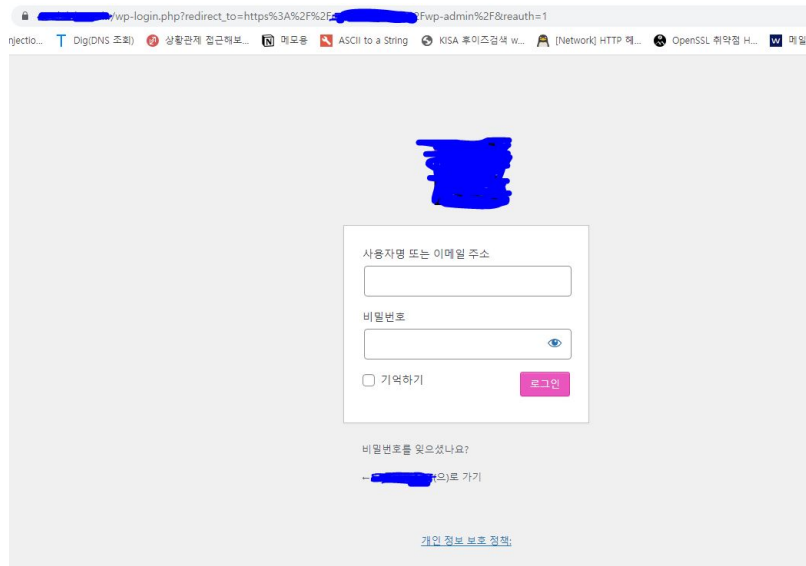 /wp-login.php?redirect_to=https%3A%2F%2F Fwp-admin%2F&reauth=1
njectio... Dig(DNS 조회) 상황관제 접근해보... 메모용 ASCII to a String KISA 후이즈검색 w... [Network] HTTP 헤... OpenSSL 취약점 H... 메일
사용자명 또는 이메일 주소
비밀번호
기억하기
로그인
비밀번호를 잊으셨나요?
← (으)로 가기
개인 정보 보호 정책: